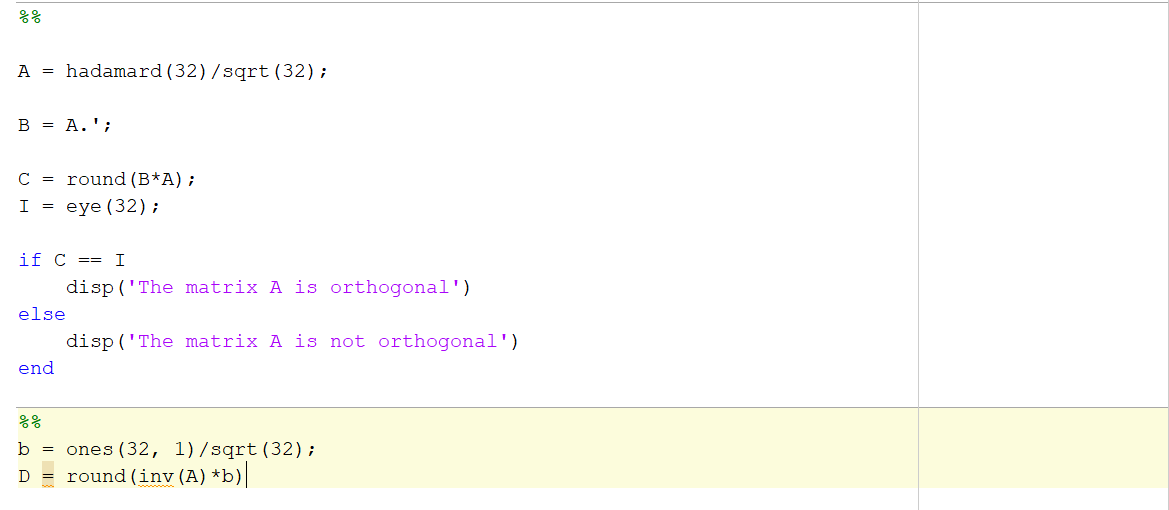 %%
A = hadamard(32)/sqrt(32);
B = A.';
C = round(B*A);
I = eye(32);
if C == I
    disp('The matrix A is orthogonal')
else
    disp('The matrix A is not orthogonal')
end
%%
b = ones(32, 1)/sqrt(32);
D = round(inv(A)*b)